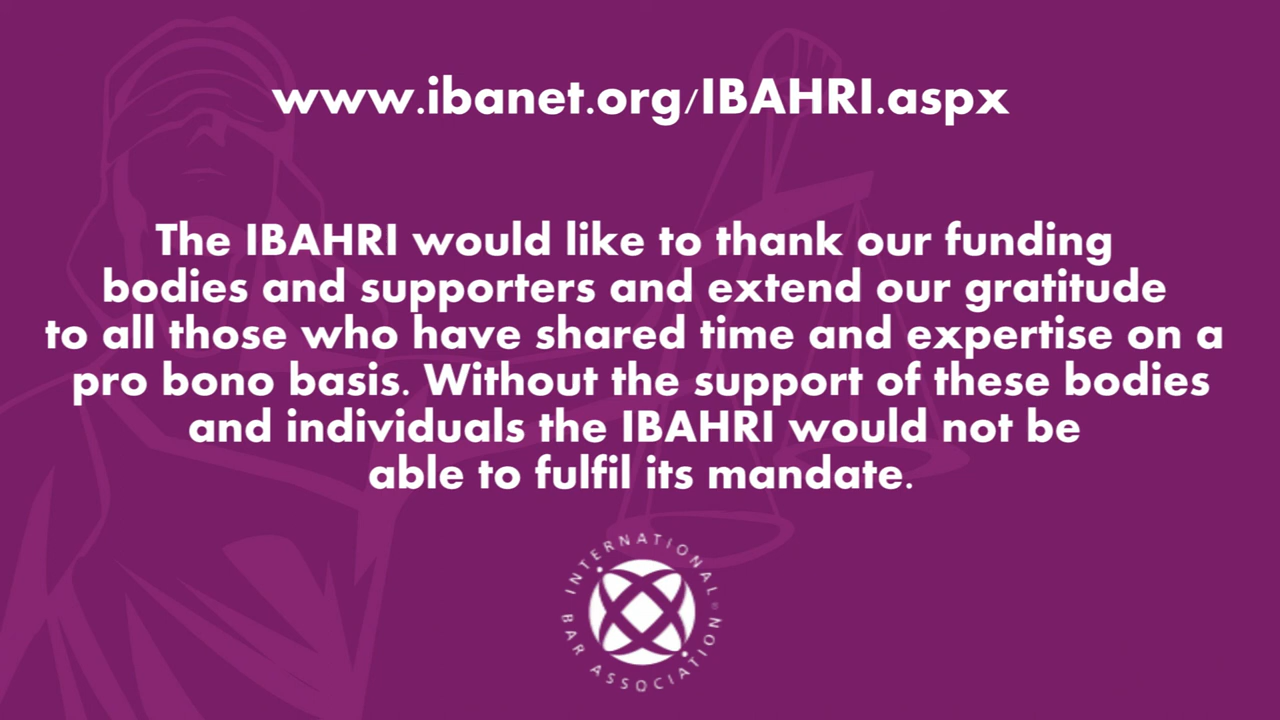 www.ibanet.org/IBAHRI.aspx
The IBAHRI would like to thank our funding
bodies and supporters and extend our gratitude
to all those who have shared time and expertise on a
pro bono basis. Without the support of these bodies
and individuals the IBAHRI would not be
able to fulfil its mandate.
INTERNATIONAL®
BAR ASSOCIATION